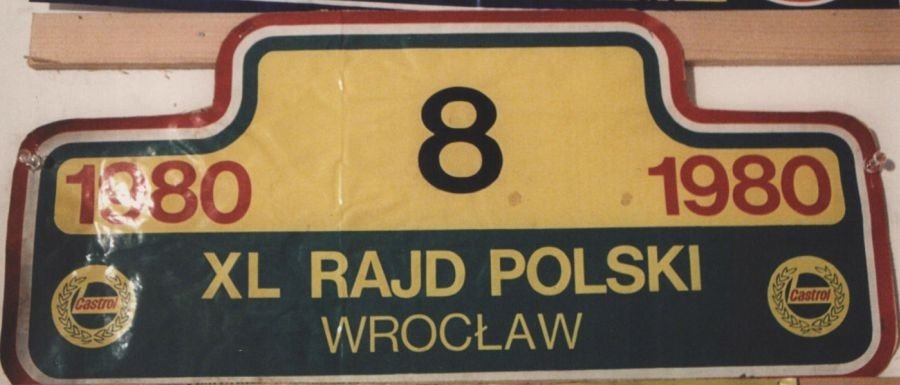 8
1980 1980
XL RAJD POLSKI
WROCŁAW
Castrol Castrol